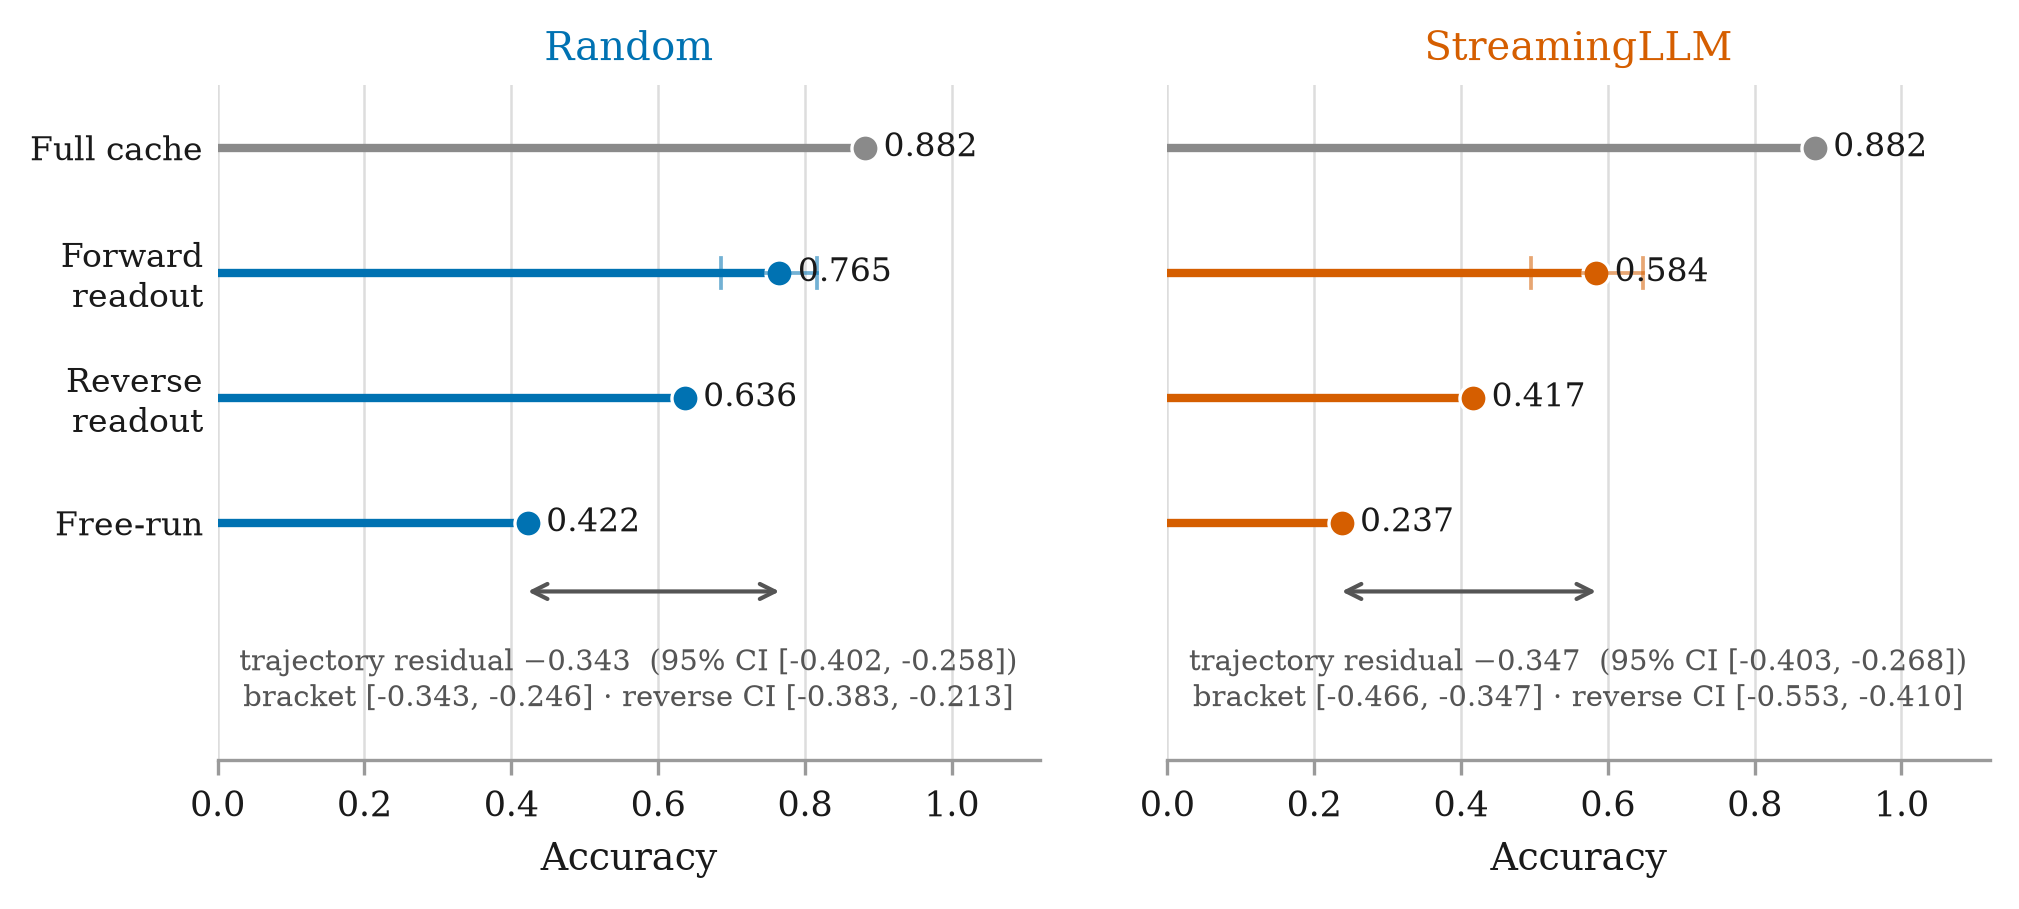 Random
Full cache
0.882
Forward
readout
0.765
Reverse
readout
0.636
Free-run
0.422
trajectory residual −0.343 (95% CI [-0.402, -0.258])
bracket [-0.343, -0.246] · reverse CI [-0.383, -0.213]
0.0 0.2 0.4 0.6 0.8 1.0
Accuracy
StreamingLLM
0.882
0.584
0.417
0.237
trajectory residual −0.347 (95% CI [-0.403, -0.268])
bracket [-0.466, -0.347] · reverse CI [-0.553, -0.410]
0.0 0.2 0.4 0.6 0.8 1.0
Accuracy